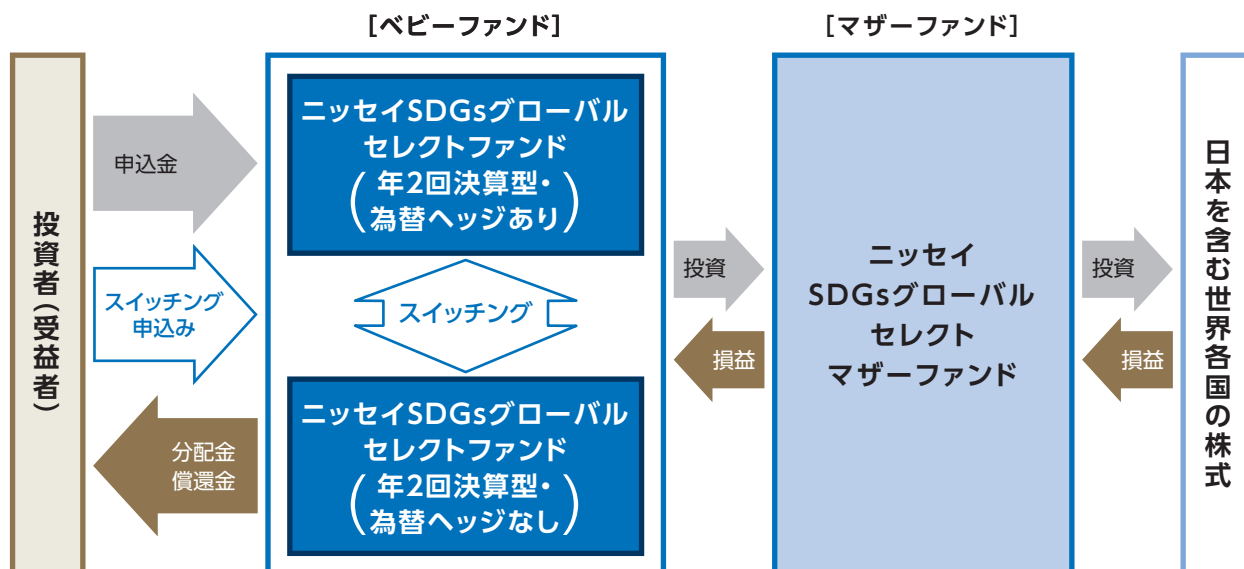 ［ベビーファンド］
［マザーファンド］
投資者（受益者）
申込金
スイッチング
申込み
分配金
償還金
ニッセイSDGsグローバル
セレクトファンド
（年2回決算型・
為替ヘッジあり）
スイッチング
ニッセイSDGsグローバル
セレクトファンド
（年2回決算型・
為替ヘッジなし）
投資
損益
ニッセイ
SDGsグローバル
セレクト
マザーファンド
投資
損益
日本を含む世界各国の株式